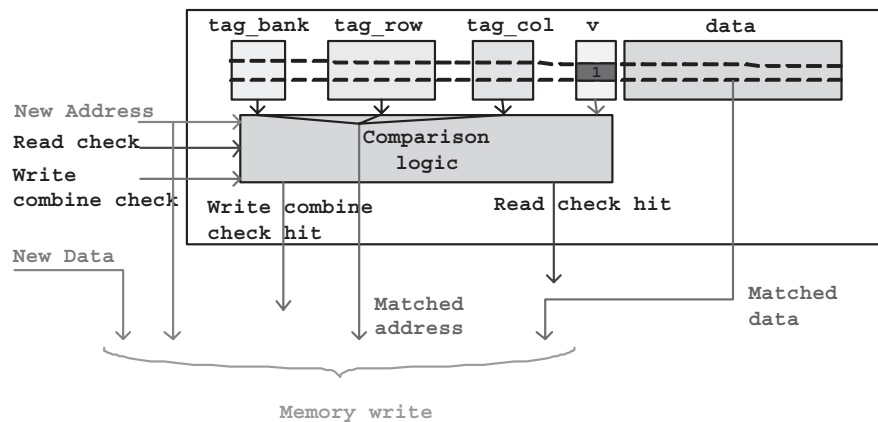 tag_bank tag_row tag_col v data
1
New Address
Read check
Write
combine check
Comparison
logic
Write combine
check hit
Read check hit
New Data
Matched
address
Matched
data
Memory write